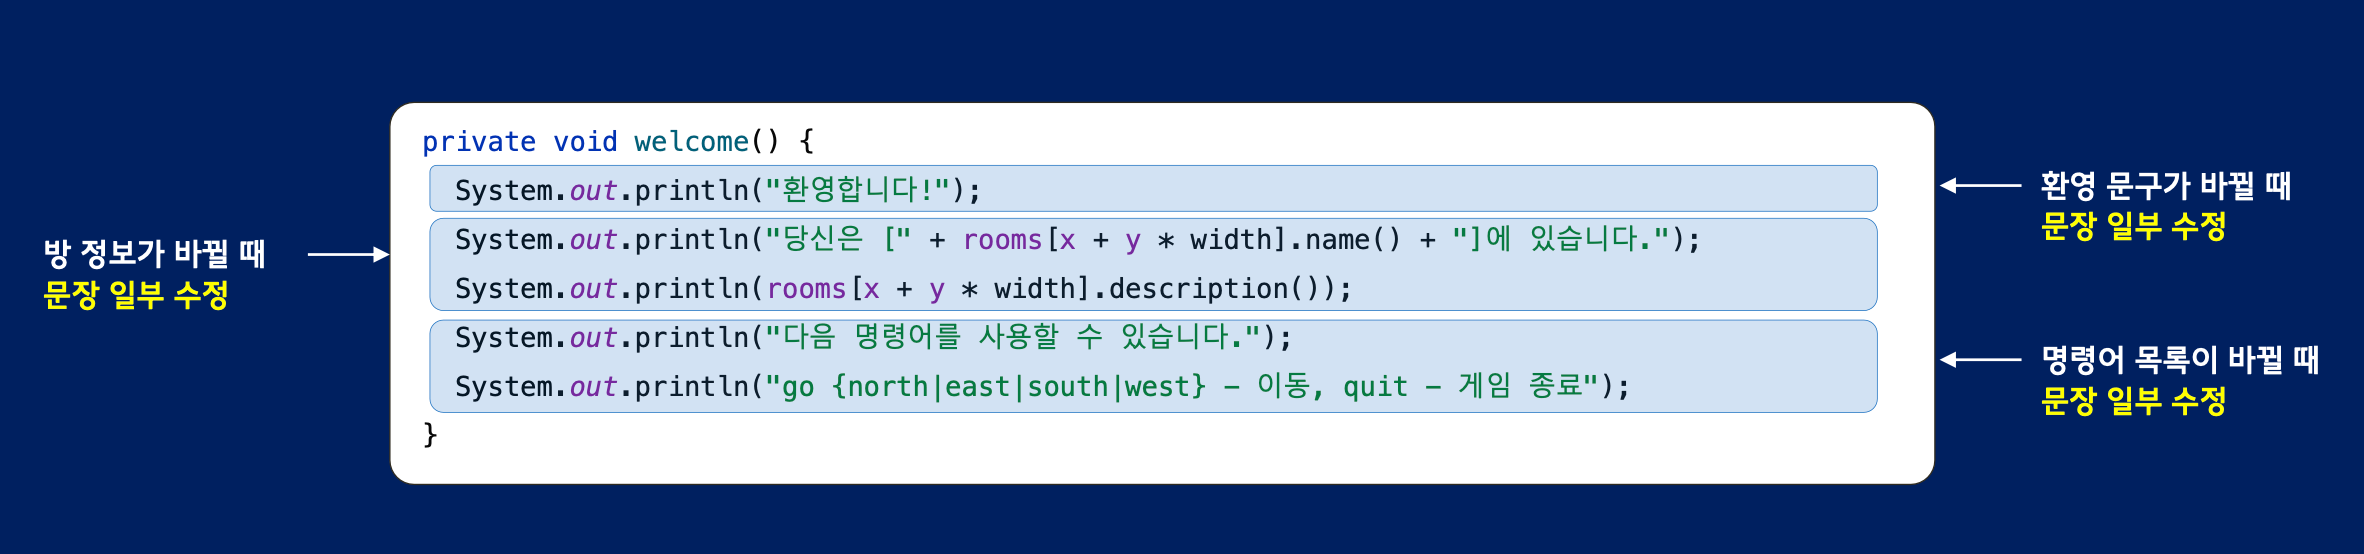 private void welcome() {
System.out.println("환영합니다!");
System.out.println("당신은 [" + rooms[x + y * width].name() + "]에 있습니다.");
System.out.println(rooms[x + y * width].description());
System.out.println("다음 명령어를 사용할 수 있습니다.");
System.out.println("go {north|east|south|west} – 이동, quit – 게임 종료");
}
방 정보가 바뀔 때
문장 일부 수정
환영 문구가 바뀔 때
문장 일부 수정
명령어 목록이 바뀔 때
문장 일부 수정